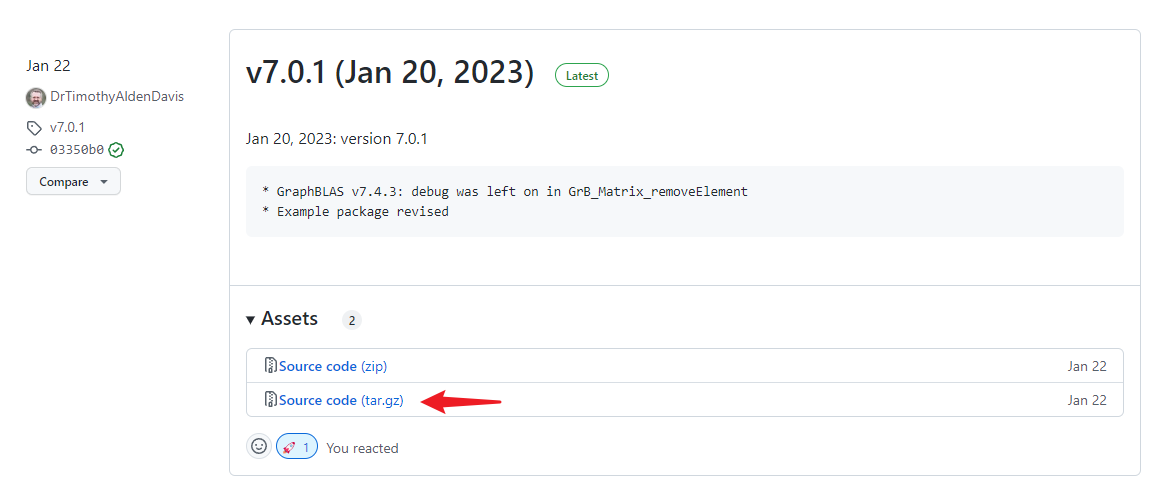 Jan 22
DrTimothyAldenDavis
v7.0.1
03350b0
Compare
v7.0.1 (Jan 20, 2023)
Latest
Jan 20, 2023: version 7.0.1
* GraphBLAS v7.4.3: debug was left on in GrB_Matrix_removeElement
* Example package revised
Assets 2
Source code (zip) Jan 22
Source code (tar.gz) Jan 22
1 You reacted